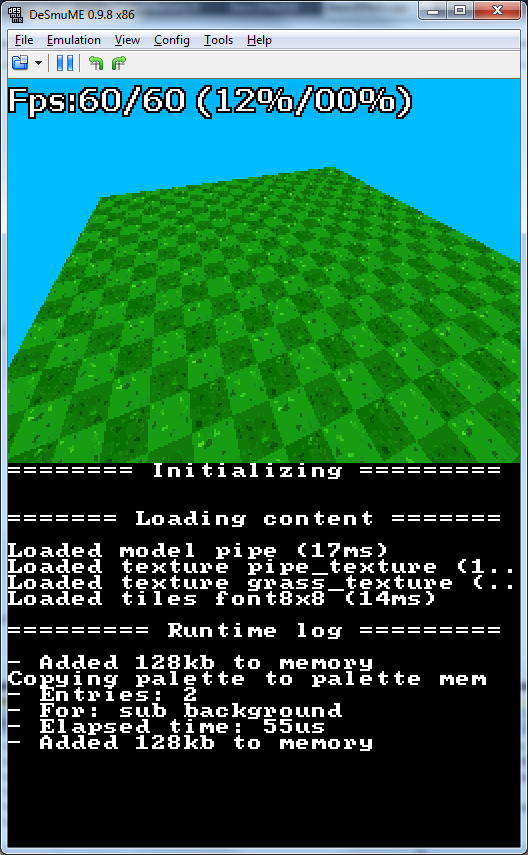 DeSmuME 0.9.8 x86
File Emulation View Config Tools Help
Fps:60/60 (12%/00%)
======== Initializing =========
======= Loading content =======
Loaded model pipe (17ms)
Loaded texture pipe_texture (1..
Loaded texture grass_texture (..
Loaded tiles font8x8 (14ms)
========= Runtime log =========
- Added 128kb to memory
Copying palette to palette mem
- Entries: 2
- For: sub background
- Elapsed time: 55us
- Added 128kb to memory